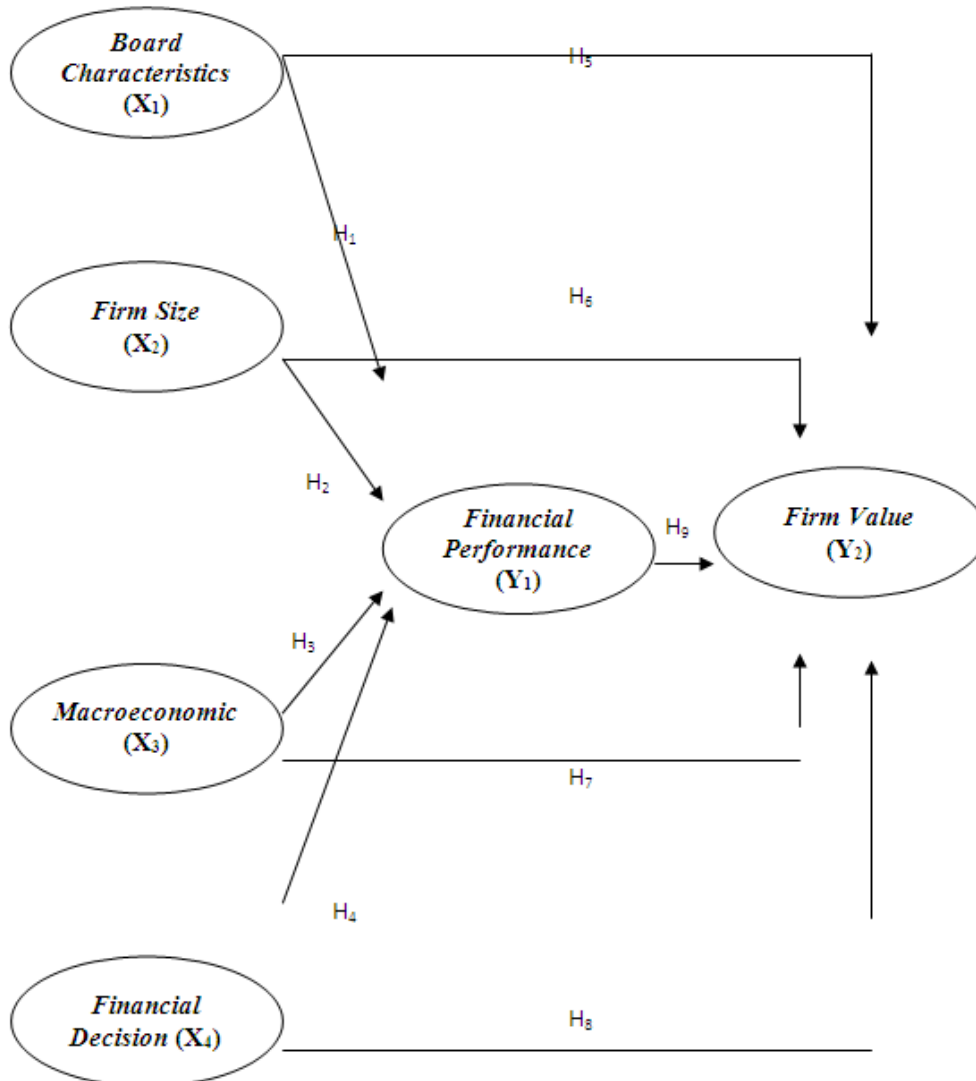 Board
Characteristics
(X₁)
H₅
H₁
Firm Size
(X₂)
H₆
H₂
Financial
Performance
(Y₁)
H₉
Firm Value
(Y₂)
H₃
Macroeconomic
(X₃)
H₇
H₄
Financial
Decision (X₄)
H₈